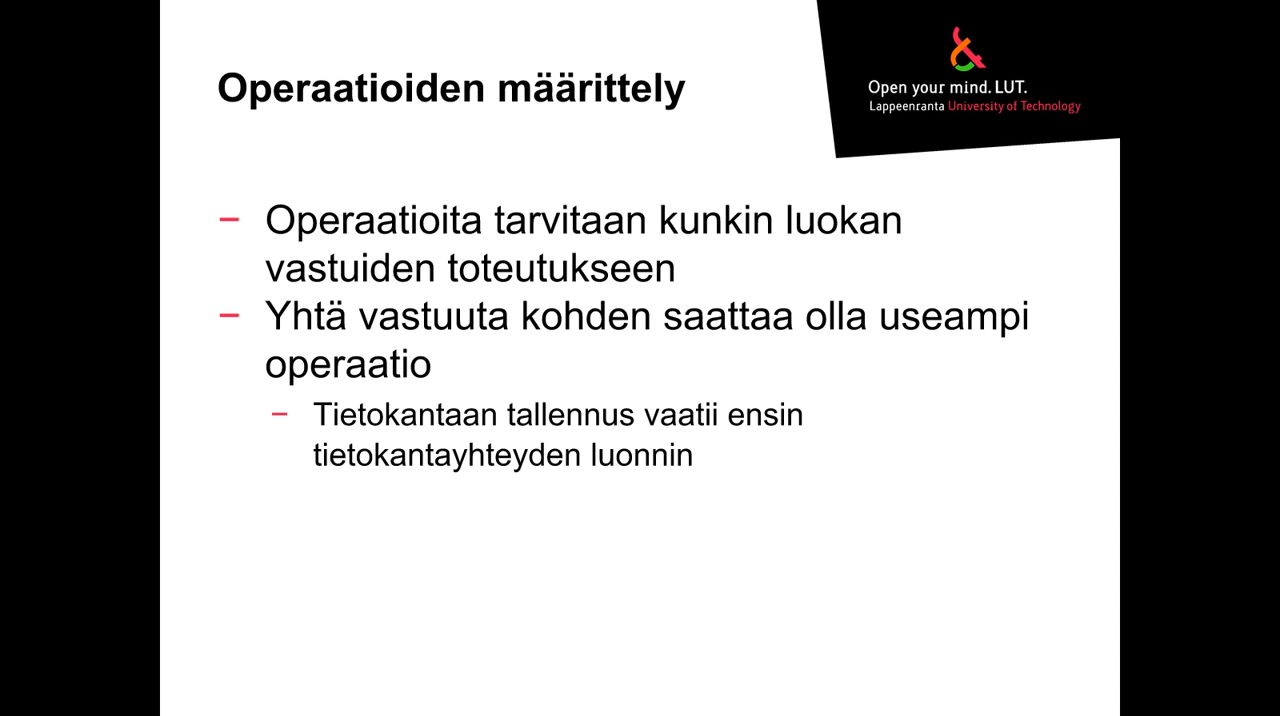 Operaatioiden määrittely
Open your mind. LUT.
Lappeenranta University of Technology
– Operaatioita tarvitaan kunkin luokan
vastuiden toteutukseen
– Yhtä vastuuta kohden saattaa olla useampi
operaatio
– Tietokantaan tallennus vaatii ensin
tietokantayhteyden luonnin